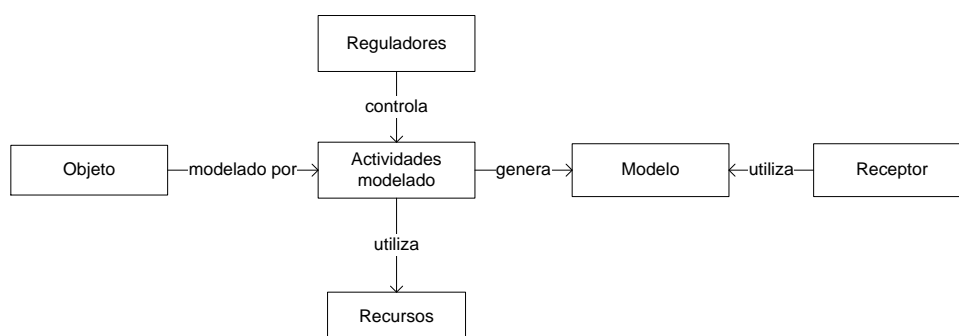 Reguladores
controla
Objeto
modelado por
Actividades
modelado
genera
Modelo
utiliza
Receptor
utiliza
Recursos